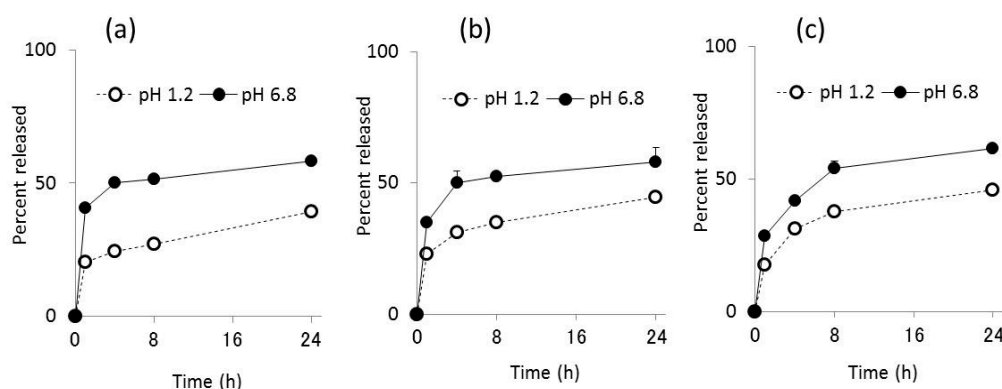 (a)
100
pH 1.2 pH 6.8
Percent released
50
0
0 8 16 24
Time (h)
(b)
100
pH 1.2 pH 6.8
Percent released
50
0
0 8 16 24
Time (h)
(c)
100
pH 1.2 pH 6.8
Percent released
50
0
0 8 16 24
Time (h)